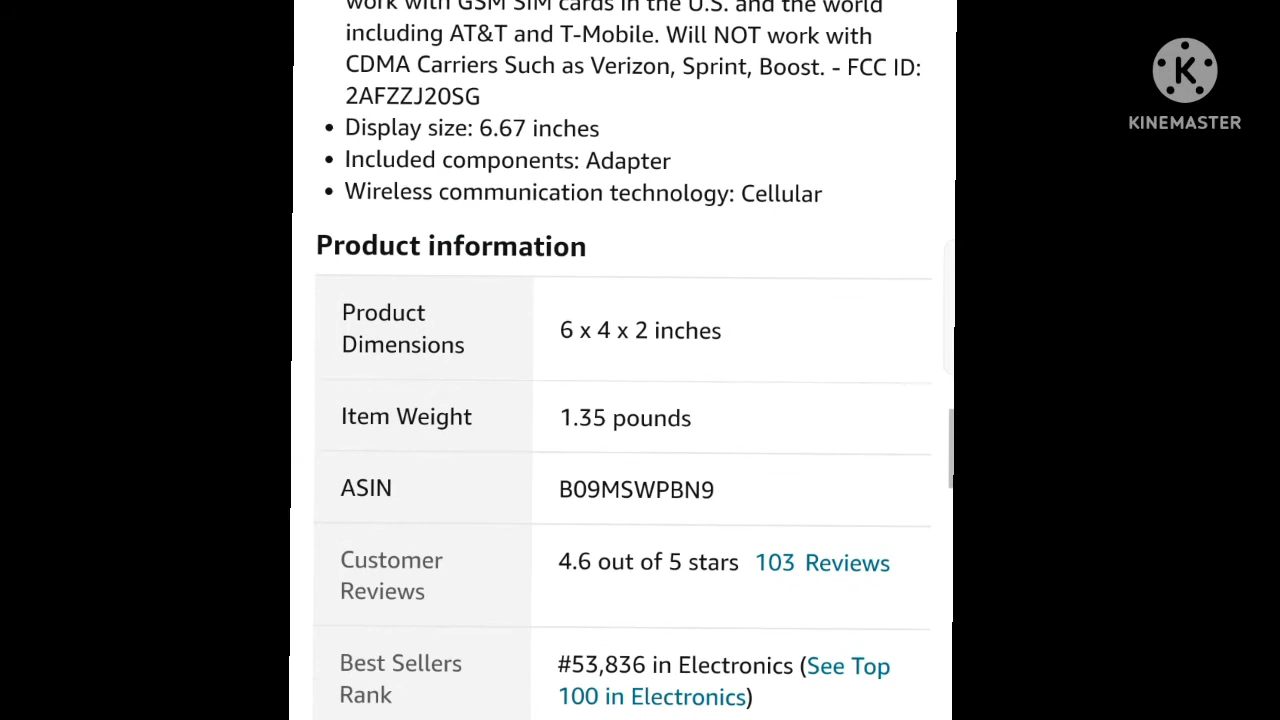 work with GSM SIM cards in the U.S. and the world
including AT&T and T-Mobile. Will NOT work with
CDMA Carriers Such as Verizon, Sprint, Boost. - FCC ID:
2AFZZJ20SG
• Display size: 6.67 inches
• Included components: Adapter
• Wireless communication technology: Cellular
Product information
Product
Dimensions
6 x 4 x 2 inches
Item Weight
1.35 pounds
ASIN
B09MSWPBN9
Customer
Reviews
4.6 out of 5 stars 103 Reviews
Best Sellers
Rank
#53,836 in Electronics (See Top
100 in Electronics)
K
KINEMASTER